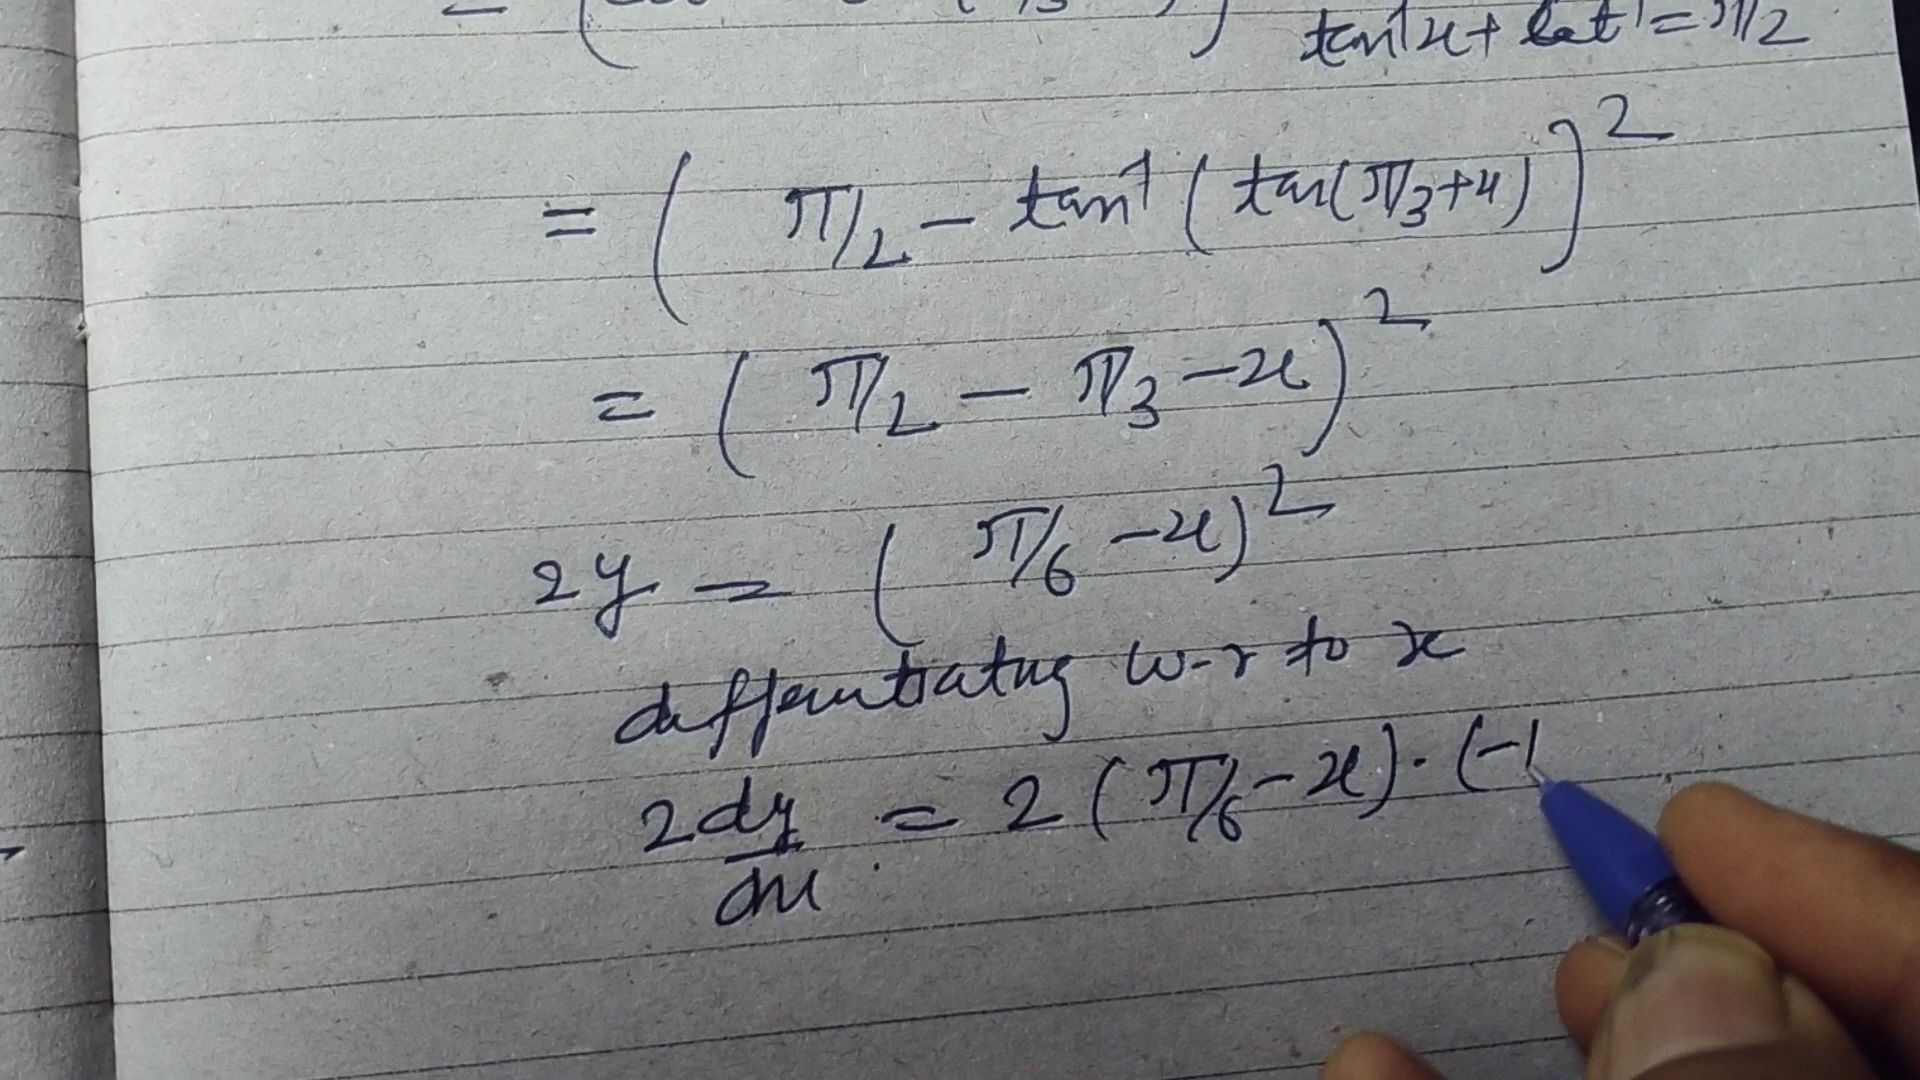 tan⁻¹x + cot⁻¹ = π/2
= ( π/2 − tan⁻¹ ( tan(π/3+x) )²
= ( π/2 − π/3 − x )²
2y = ( π/6 − x )²
differentiating w-r to x
2 dy/dx = 2 ( π/6 − x ) · (−1